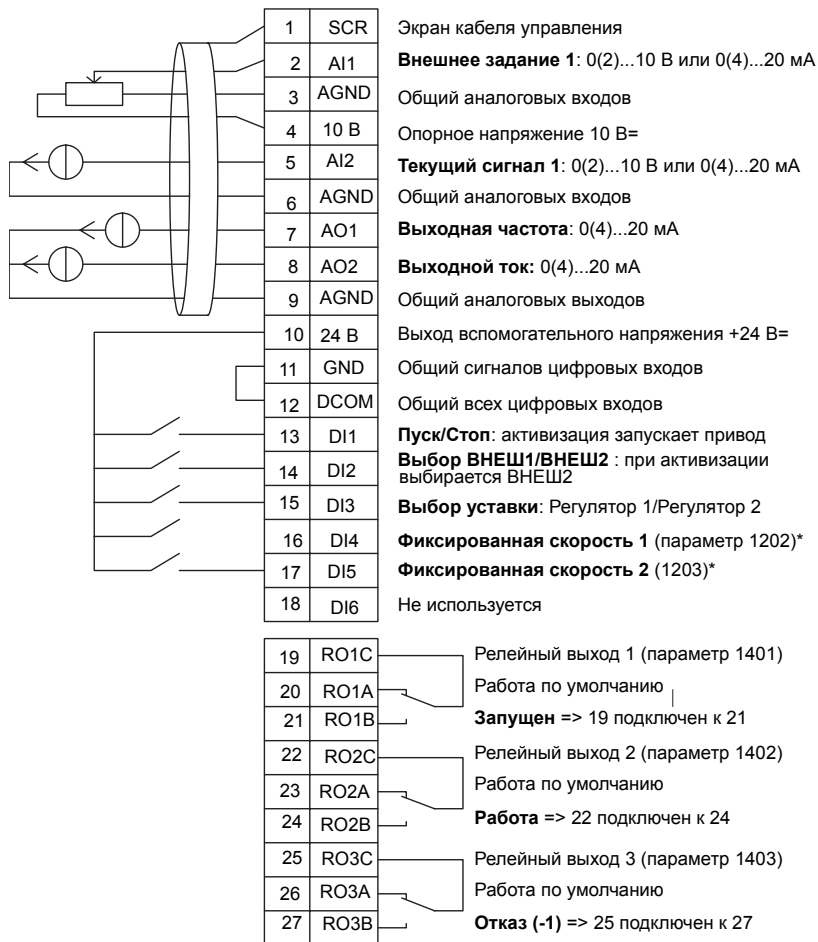 1 SCR Экран кабеля управления
2 AI1 Внешнее задание 1: 0(2)...10 В или 0(4)...20 мА
3 AGND Общий аналоговых входов
4 10 В Опорное напряжение 10 В=
5 AI2 Текущий сигнал 1: 0(2)...10 В или 0(4)...20 мА
6 AGND Общий аналоговых входов
7 AO1 Выходная частота: 0(4)...20 мА
8 AO2 Выходной ток: 0(4)...20 мА
9 AGND Общий аналоговых выходов
10 24 В Выход вспомогательного напряжения +24 В=
11 GND Общий сигналов цифровых входов
12 DCOM Общий всех цифровых входов
13 DI1 Пуск/Стоп: активизация запускает привод
14 DI2 Выбор ВНЕШ1/ВНЕШ2 : при активизации
выбирается ВНЕШ2
15 DI3 Выбор уставки: Регулятор 1/Регулятор 2
16 DI4 Фиксированная скорость 1 (параметр 1202)*
17 DI5 Фиксированная скорость 2 (1203)*
18 DI6 Не используется
19 RO1C Релейный выход 1 (параметр 1401)
20 RO1A Работа по умолчанию
21 RO1B Запущен => 19 подключен к 21
22 RO2C Релейный выход 2 (параметр 1402)
23 RO2A Работа по умолчанию
24 RO2B Работа => 22 подключен к 24
25 RO3C Релейный выход 3 (параметр 1403)
26 RO3A Работа по умолчанию
27 RO3B Отказ (-1) => 25 подключен к 27